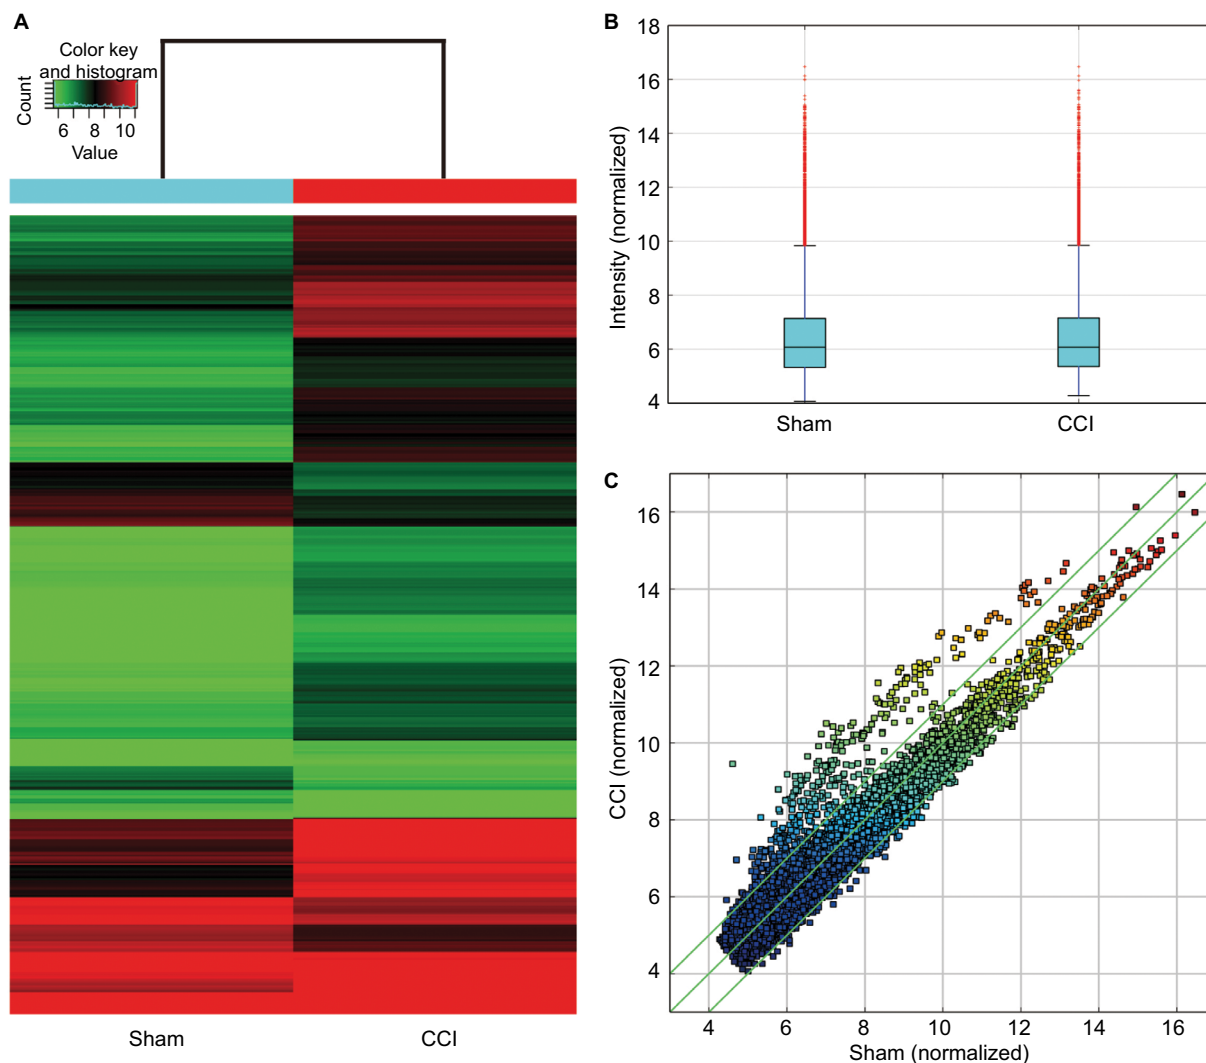 A
Color key
and histogram
Count
6 8 10
Value
Sham CCI
B
18
16
14
12
10
8
6
4
Intensity (normalized)
Sham CCI
C
16
14
12
10
8
6
4
CCI (normalized)
4 6 8 10 12 14 16
Sham (normalized)